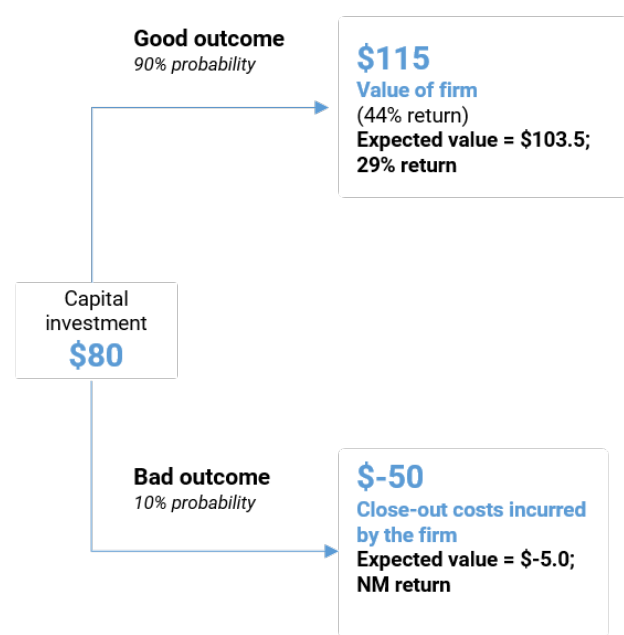 Good outcome
90% probability
$115
Value of firm
(44% return)
Expected value = $103.5;
29% return
Capital
investment
$80
Bad outcome
10% probability
$-50
Close-out costs incurred
by the firm
Expected value = $-5.0;
NM return